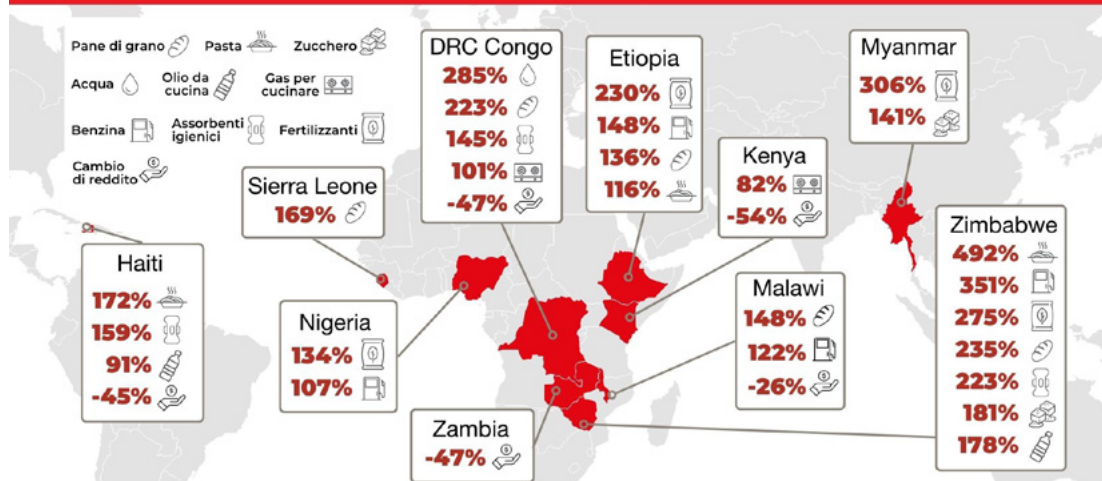 Pane di grano Pasta Zucchero
Acqua Olio da cucina Gas per cucinare
Benzina Assorbenti igienici Fertilizzanti
Cambio di reddito
Sierra Leone
169%
Haiti
172%
159%
91%
-45%
Nigeria
134%
107%
DRC Congo
285%
223%
145%
101%
-47%
Zambia
-47%
Etiopia
230%
148%
136%
116%
Kenya
82%
-54%
Malawi
148%
122%
-26%
Myanmar
306%
141%
Zimbabwe
492%
351%
275%
235%
223%
181%
178%